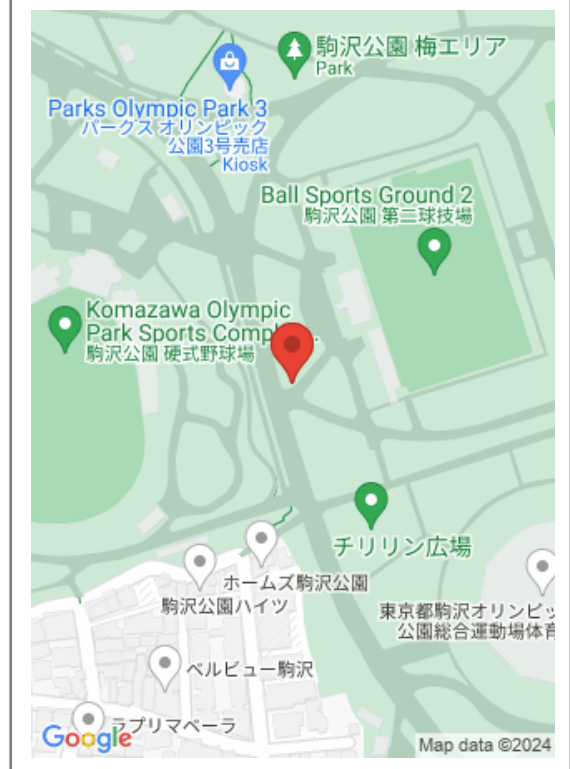 駒沢公園 梅エリア
Park
Parks Olympic Park 3
パークス オリンピック
公園3号売店
Kiosk
Ball Sports Ground 2
駒沢公園 第二球技場
Komazawa Olympic
Park Sports Comp
駒沢公園 硬式野球場
チリリン広場
ホームズ駒沢公園
駒沢公園ハイツ
東京都駒沢オリンピッ
公園総合運動場体育
ベルビュー駒沢
ラプリマベーラ
Google
Map data ©2024